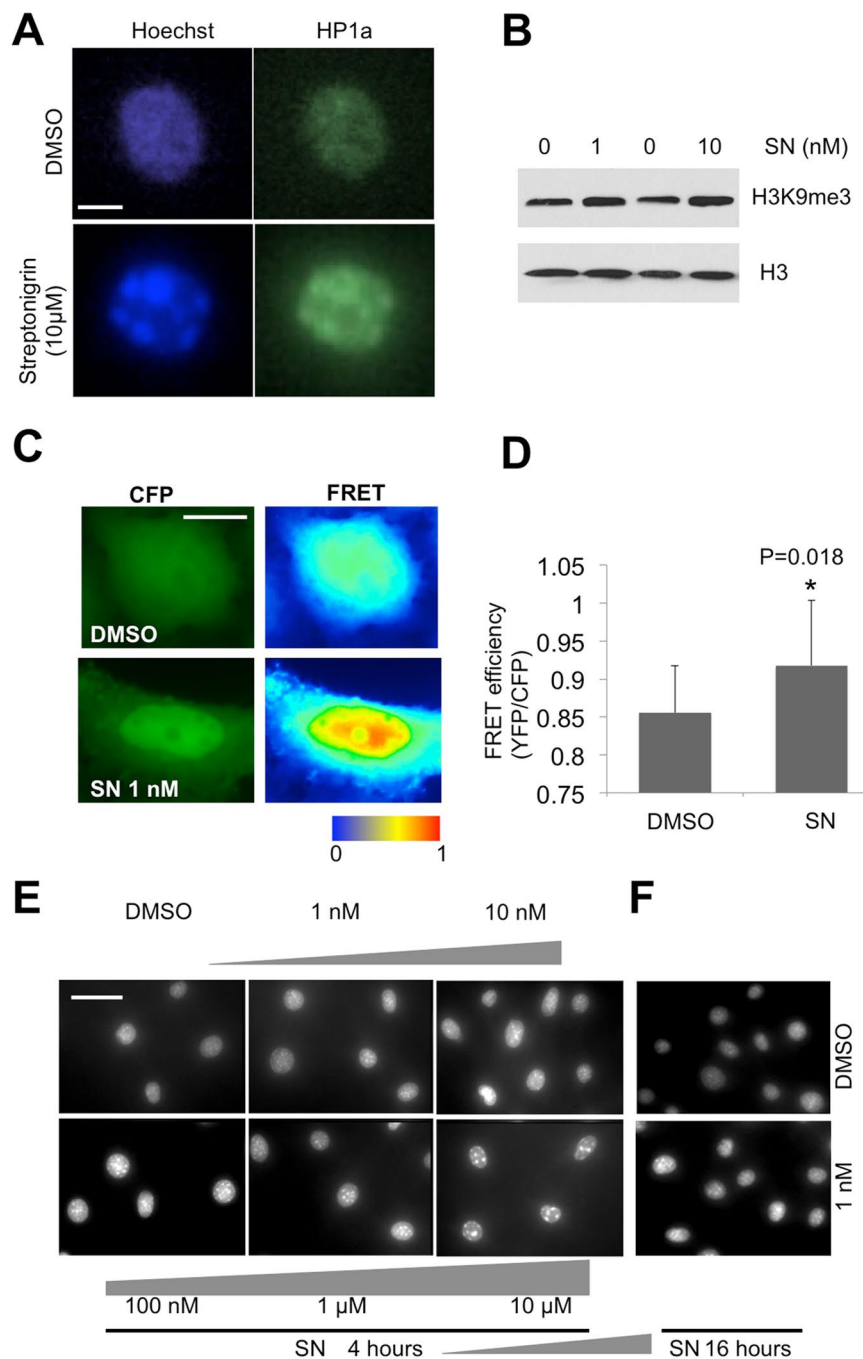 A
Hoechst HP1a
DMSO
Streptonigrin
(10µM)
B
0 1 0 10 SN (nM)
H3K9me3
H3
C
CFP FRET
DMSO
SN 1 nM
0 1
D
P=0.018
*
FRET efficiency
(YFP/CFP)
1.05
1
0.95
0.9
0.85
0.8
0.75
DMSO SN
E
DMSO 1 nM 10 nM
F
DMSO
1 nM
100 nM 1 µM 10 µM
SN 4 hours
SN 16 hours